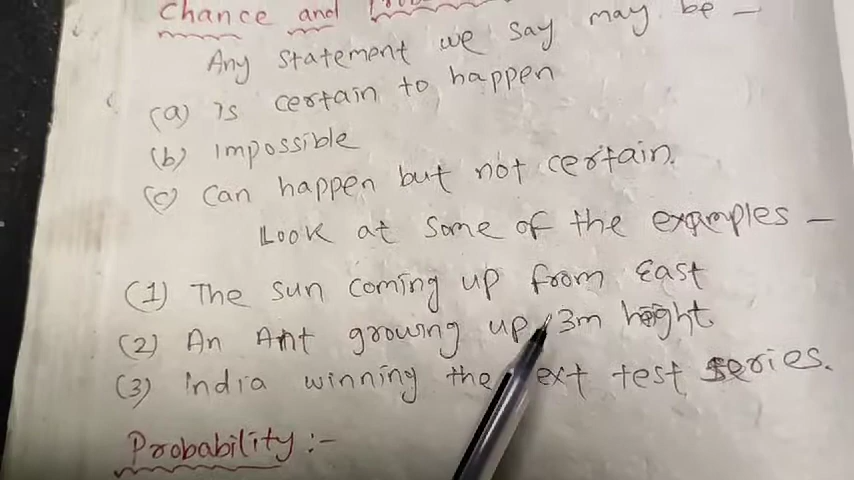 Chance and
Any statement we say may be —
(a) is certain to happen
(b) impossible
(c) Can happen but not certain.
Look at some of the examples —
(1) The sun coming up from East
(2) An Ant growing up 3m height
(3) india winning the ext test series.
Probability :-